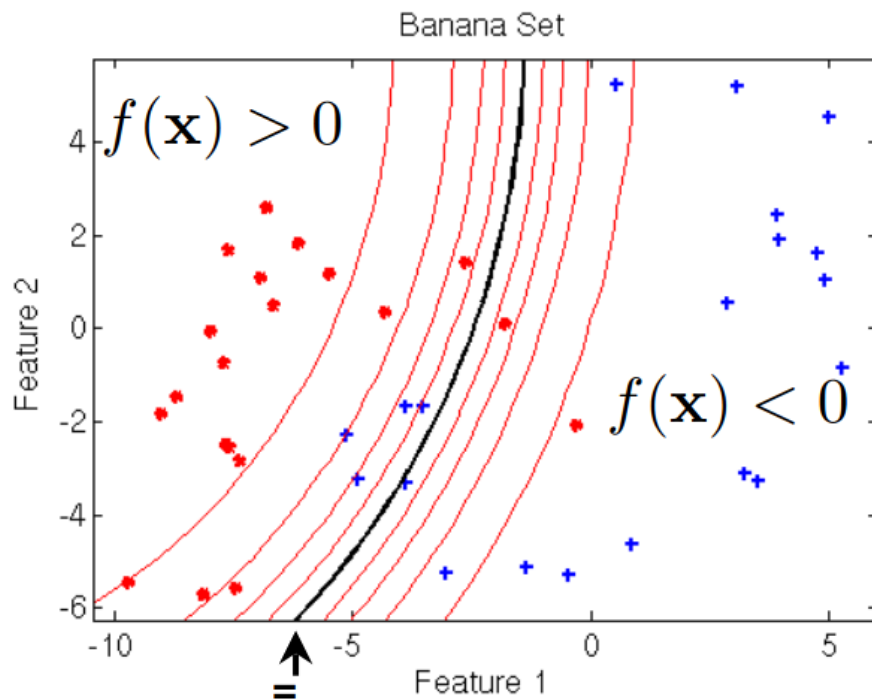 Banana Set
f(x) > 0
f(x) < 0
Feature 2
4
2
0
-2
-4
-6
-10
-5
0
5
Feature 1
=